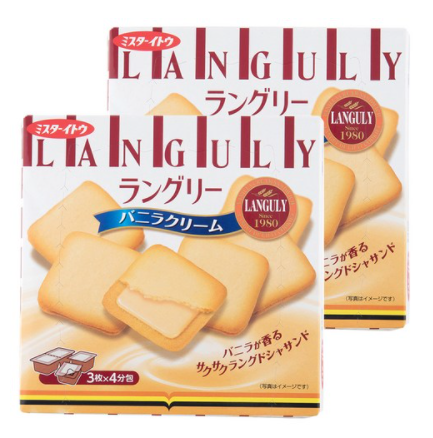 ミスターイトウ
LANGULY
ラングリー
LANGULY
Since
1980
ニラが香る
ングドシャサンド
(写真はイメージです)
ミスターイトウ
LANGULY
ラングリー
バニラクリーム
LANGULY
Since
1980
バニラが香る
サクサクラングドシャサンド
3枚×4分包
(写真はイメージです)